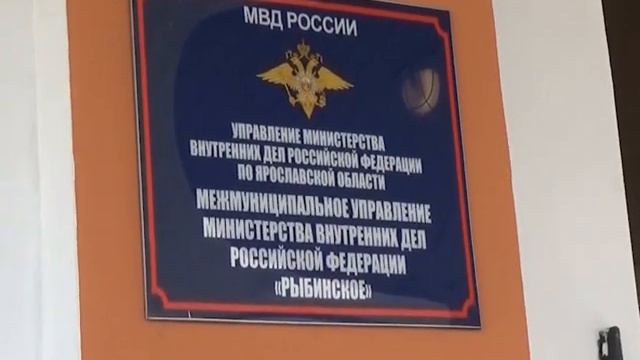 МВД РОССИИ
УПРАВЛЕНИЕ МИНИСТЕРСТВА
ВНУТРЕННИХ ДЕЛ РОССИЙСКОЙ ФЕДЕРАЦИИ
ПО ЯРОСЛАВСКОЙ ОБЛАСТИ
МЕЖМУНИЦИПАЛЬНОЕ УПРАВЛЕНИЕ
МИНИСТЕРСТВА ВНУТРЕННИХ ДЕЛ
РОССИЙСКОЙ ФЕДЕРАЦИИ
«РЫБИНСКОЕ»